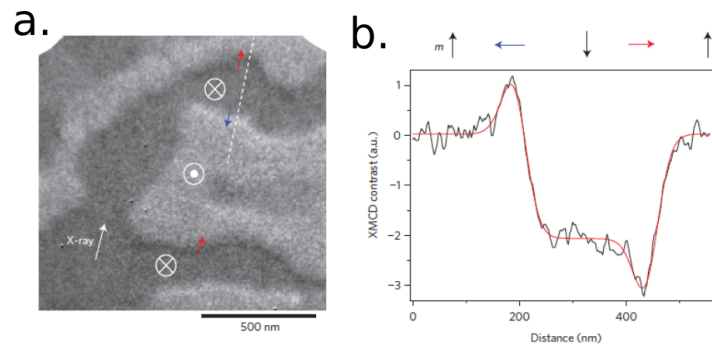 a.
X-ray
500 nm
b.
m
1
0
−1
−2
−3
XMCD contrast (a.u.)
0
200
400
Distance (nm)